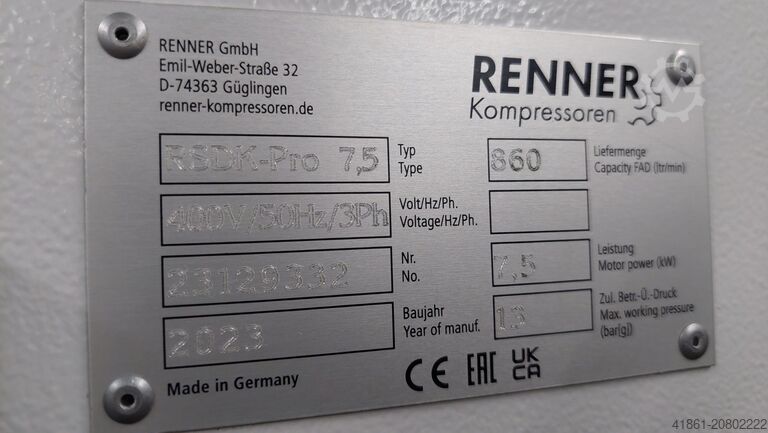 RENNER GmbH
Emil-Weber-Straße 32
D-74363 Güglingen
renner-kompressoren.de
RENNER
Kompressoren
RSDK-Pro 7,5
Typ
Type
860
Liefermenge
Capacity FAD (ltr/min)
400V/50Hz/3Ph
Volt/Hz/Ph.
Voltage/Hz/Ph.
23129332
Nr.
No.
7,5
Leistung
Motor power (kW)
2023
Baujahr
Year of manuf.
13
Zul. Betr.-Ü.-Druck
Max. working pressure
(bar(g))
Made in Germany
CE EAC UK
CA
41861-20802222